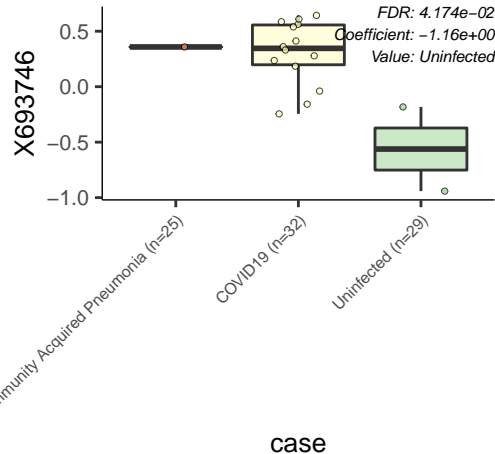 FDR: 4.174e−02
Coefficient: −1.16e+00
Value: Uninfected
X693746
0.5
0.0
−0.5
−1.0
Acquired Pneumonia (n=25)
COVID19 (n=32)
Uninfected (n=29)
case